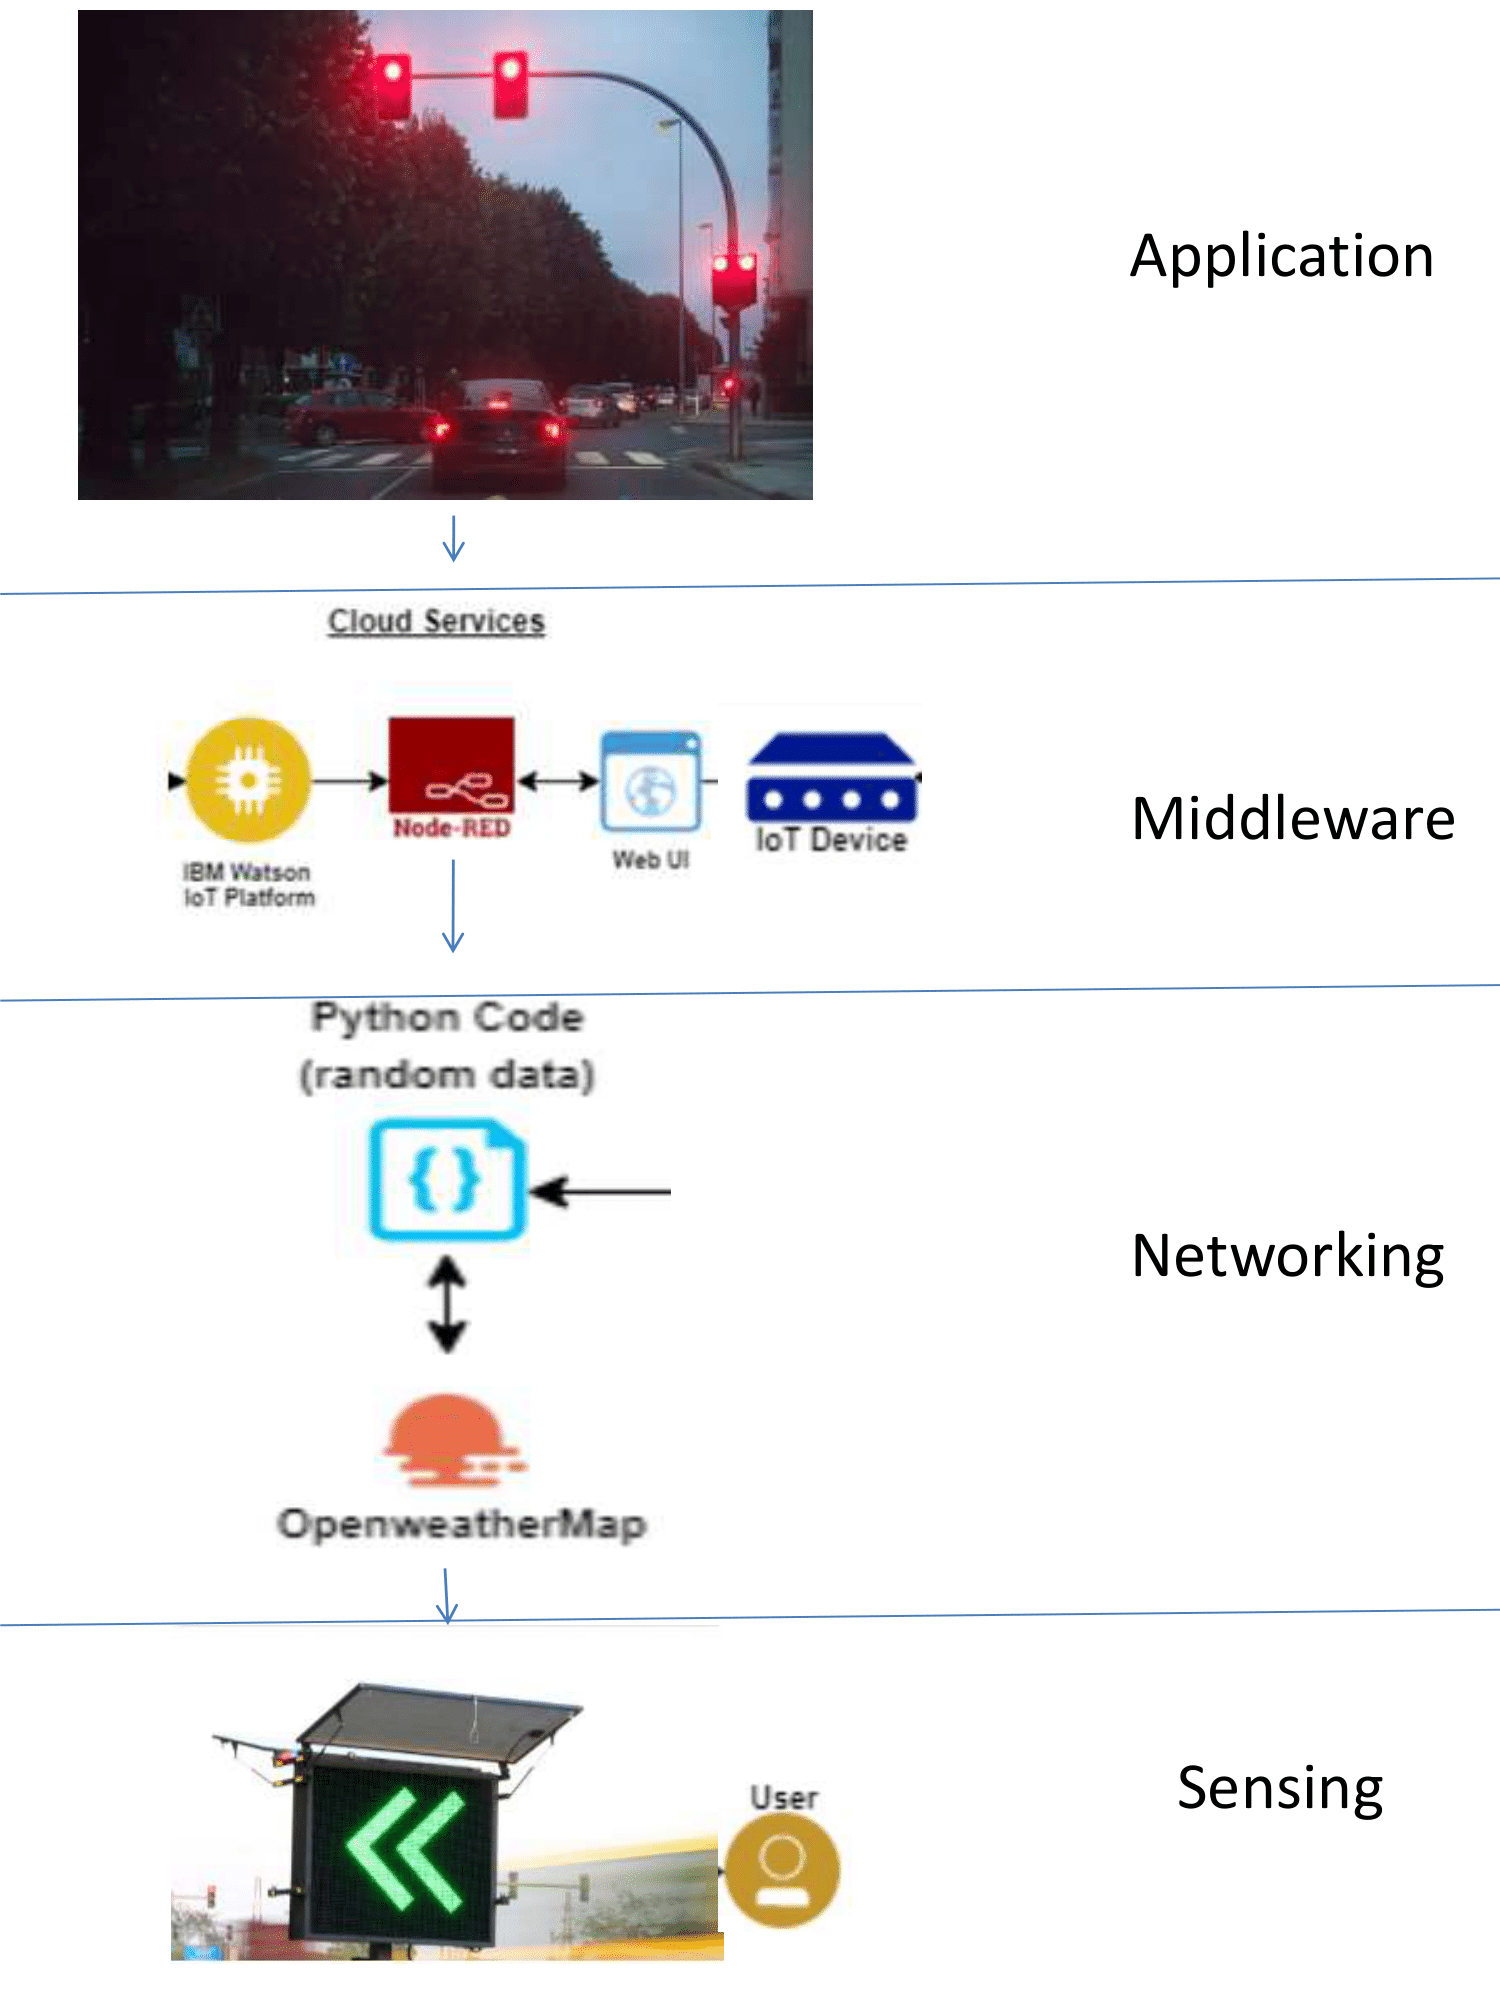 Application
Cloud Services
Node-RED
IBM Watson
IoT Platform
Web UI
IoT Device
Middleware
Python Code
(random data)
{}
Networking
OpenweatherMap
User
Sensing